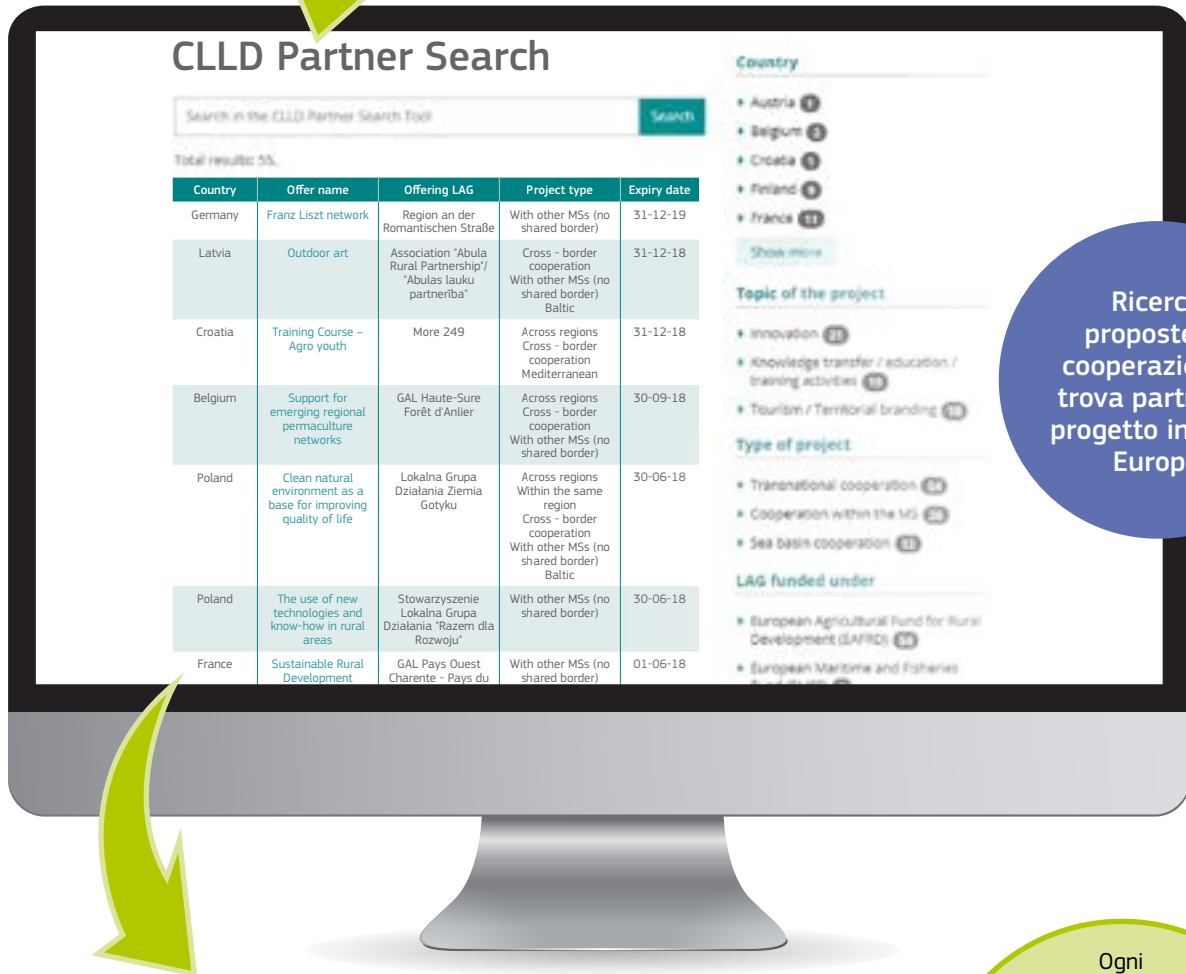 CLLD Partner Search
Search in the CLLD Partner Search Tool
Search
Total results: 55.
Country Offer name Offering LAG Project type Expiry date
Germany Franz Liszt network Region an der With other MSs (no 31-12-19
Romantischen Straße shared border)
Latvia Outdoor art Association "Abula Cross - border 31-12-18
Rural Partnership"/ cooperation
"Abulas lauku With other MSs (no
partnerība" shared border)
Baltic
Croatia Training Course – More 249 Across regions 31-12-18
Agro youth Cross - border
cooperation
Mediterranean
Belgium Support for GAL Haute-Sure Across regions 30-09-18
emerging regional Forêt d'Anlier Cross - border
permaculture cooperation
networks With other MSs (no
shared border)
Poland Clean natural Lokalna Grupa Across regions 30-06-18
environment as a Działania Ziemia Within the same
base for improving Gotyku region
quality of life Cross - border
cooperation
With other MSs (no
shared border)
Baltic
Poland The use of new Stowarzyszenie With other MSs (no 30-06-18
technologies and Lokalna Grupa shared border)
know-how in rural Działania "Razem dla
areas Rozwoju"
France Sustainable Rural GAL Pays Ouest With other MSs (no 01-06-18
Development Charente - Pays du shared border)
Country
Austria
Belgium
Croatia
Finland
France 11
Show more
Topic of the project
Innovation
Knowledge transfer / education /
training activities
Tourism / Territorial branding
Type of project
Transnational cooperation
Cooperation within the MS
Sea basin cooperation
LAG funded under
European Agricultural Fund for Rural
Development (EAFRD)
European Maritime and Fisheries
Ricerc
proposte
cooperazi
trova part
progetto in
Europ
Ogni